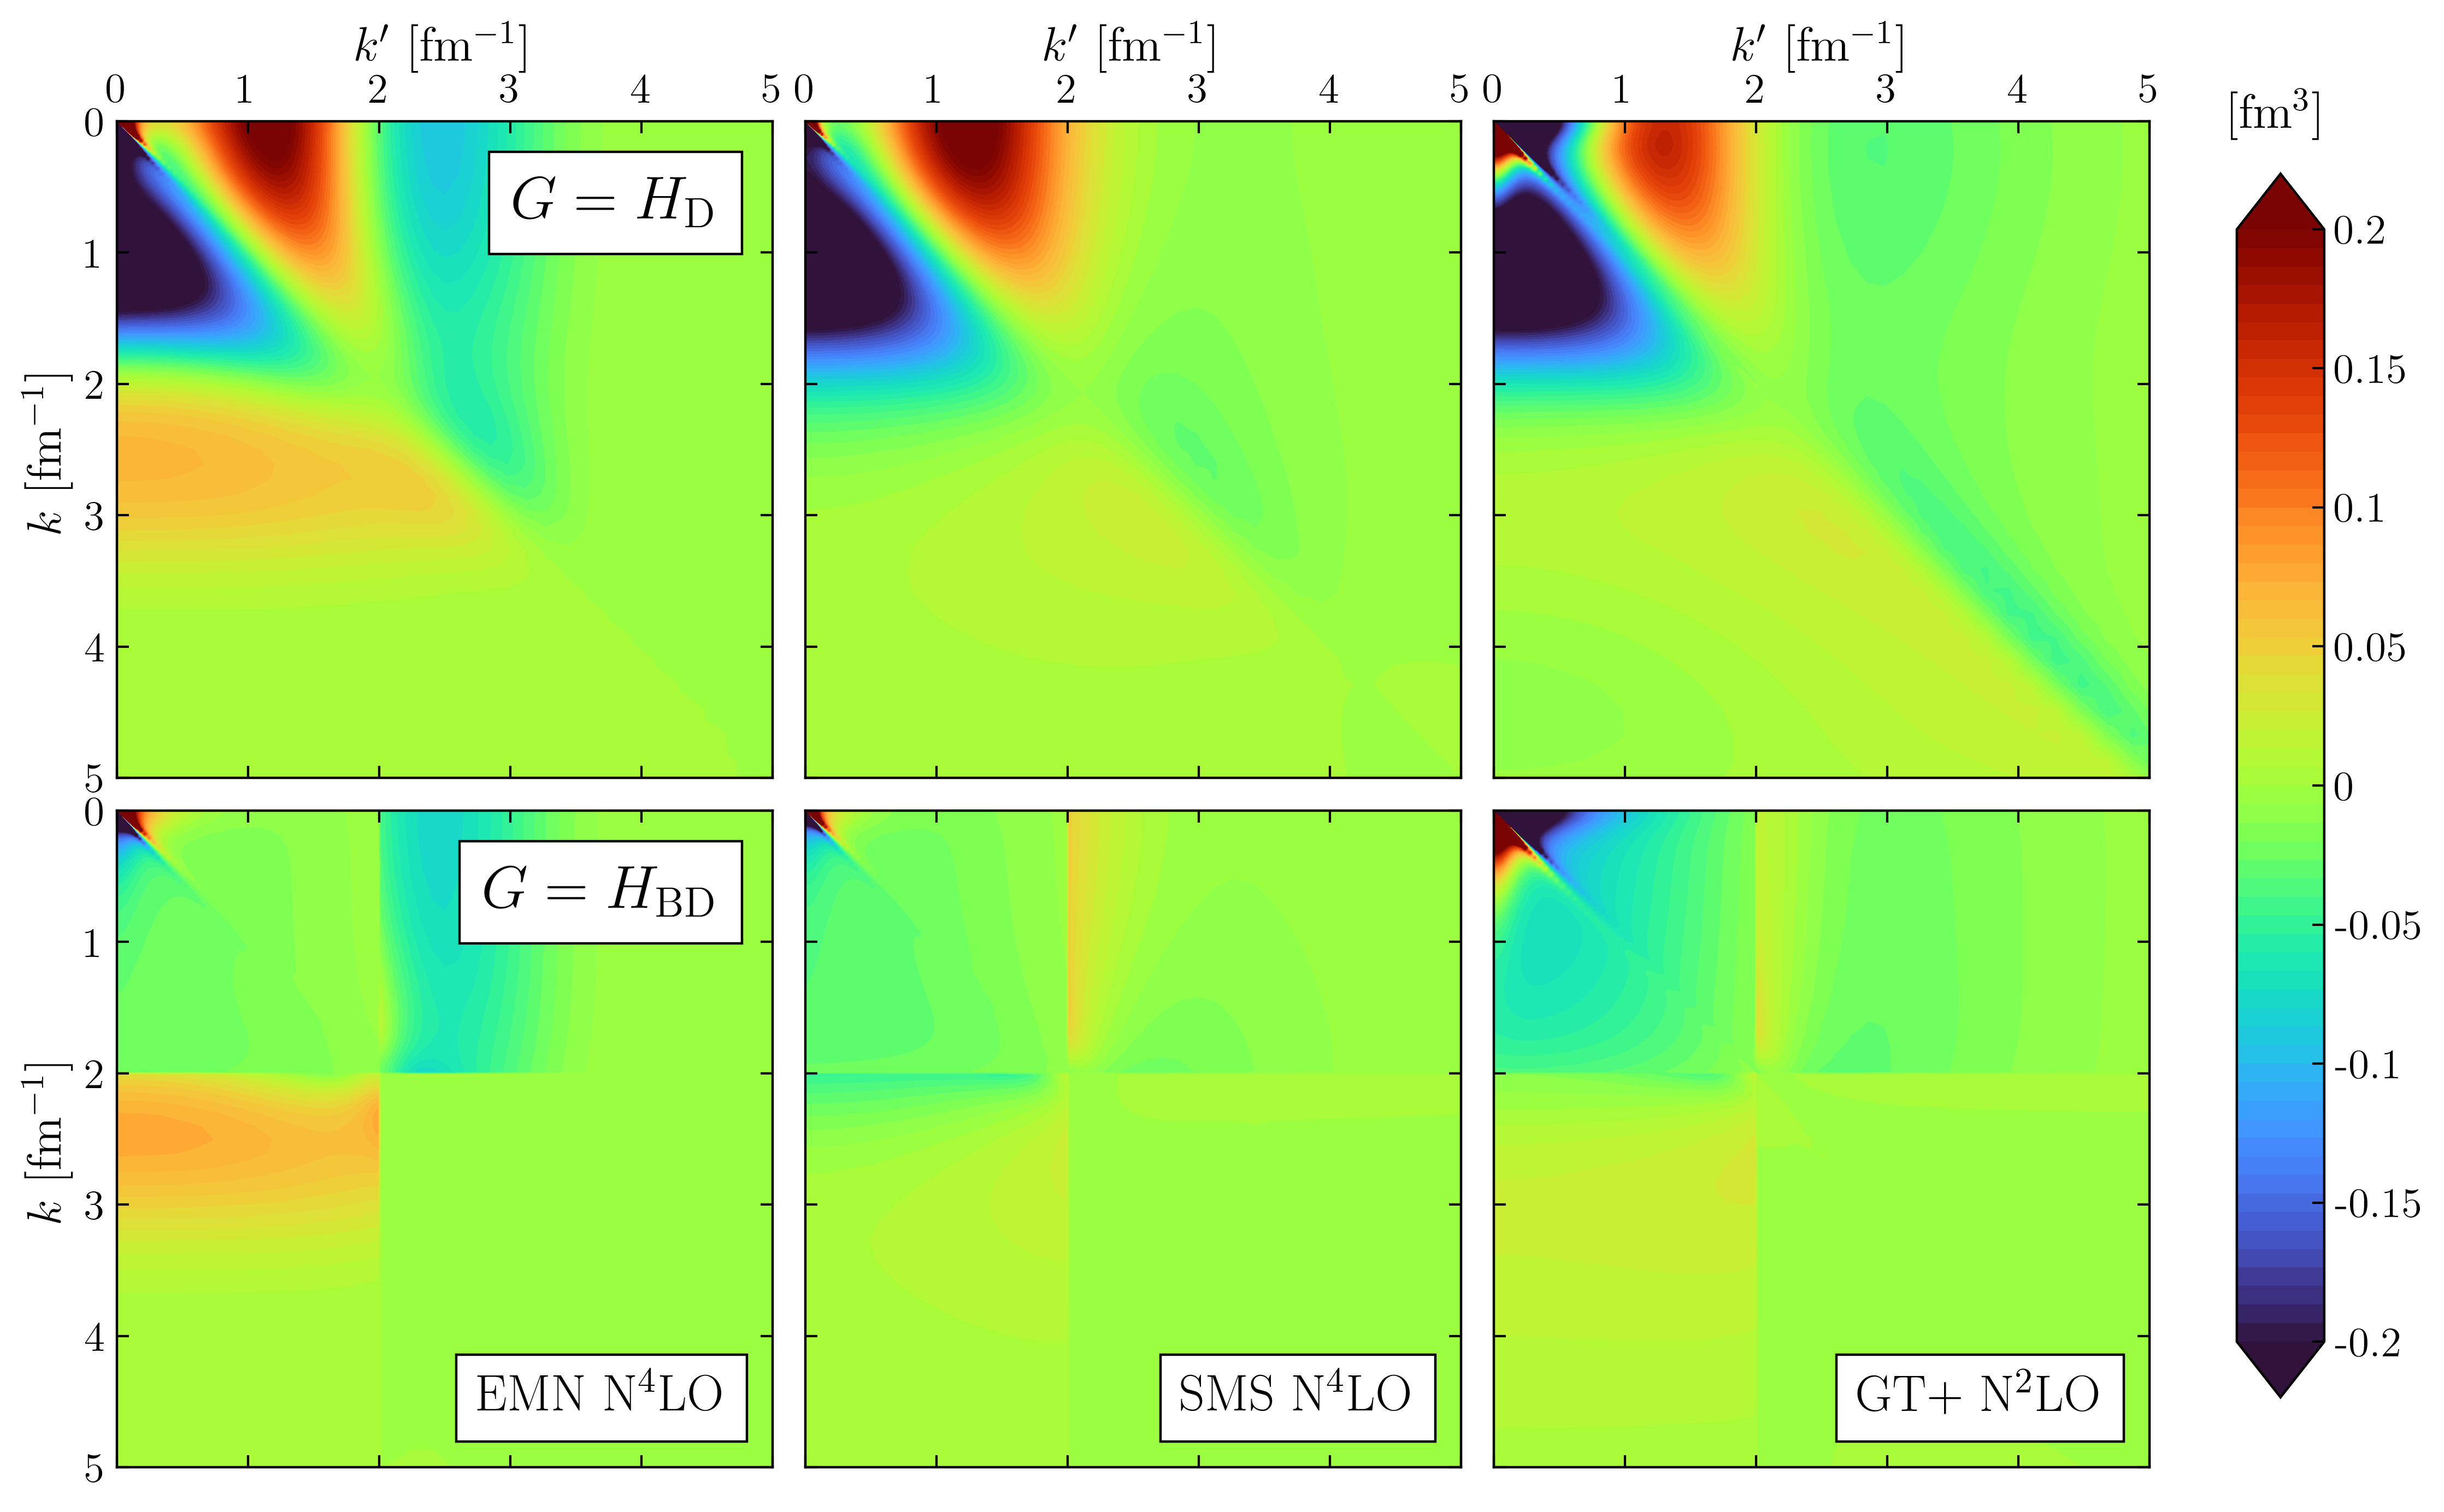 k′ [fm⁻¹] k′ [fm⁻¹] k′ [fm⁻¹]
0 1 2 3 4 5 0 1 2 3 4 5 0 1 2 3 4 5
[fm³]
0
1
2
3
4
5
k [fm⁻¹]
G = H_D
0
1
2
3
4
5
k [fm⁻¹]
G = H_BD
EMN N⁴LO
SMS N⁴LO
GT+ N²LO
0.2
0.15
0.1
0.05
0
-0.05
-0.1
-0.15
-0.2